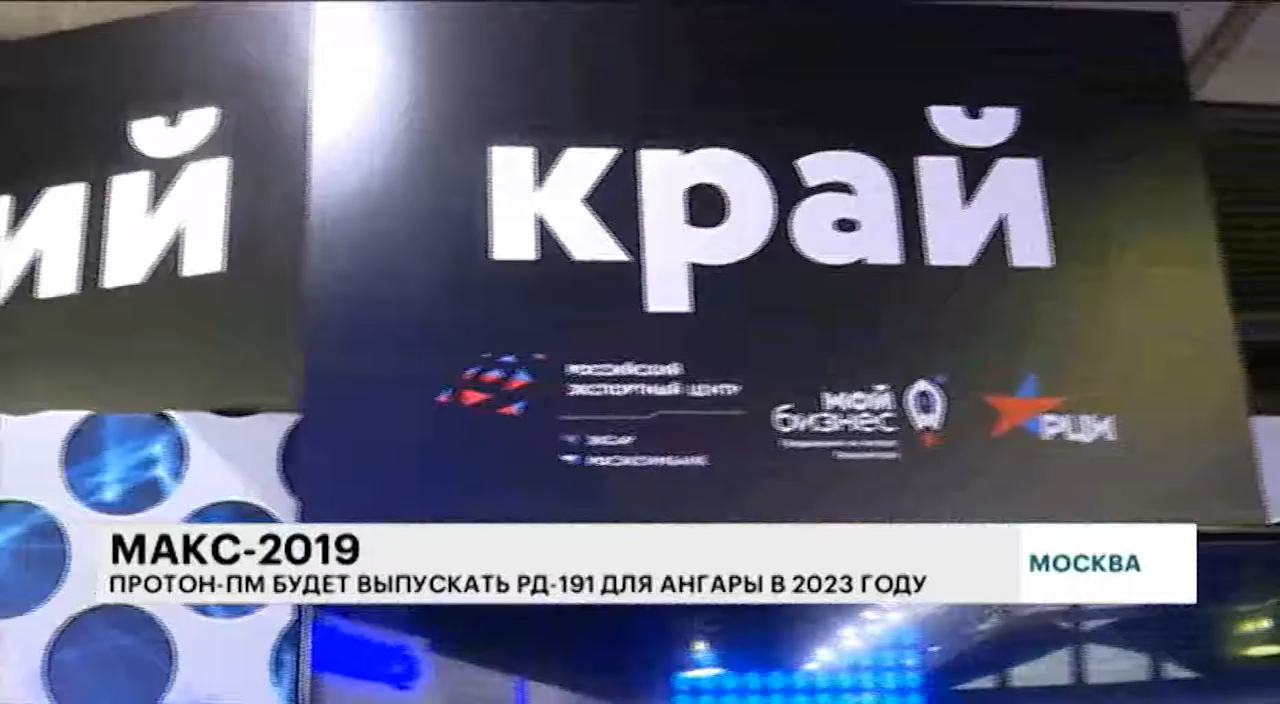 ий край
РОССИЙСКИЙ
ЭКСПОРТНЫЙ ЦЕНТР
ЭКСАР
РОСЭКСИМБАНК
МОЙ
бизнес
РЦИ
МАКС-2019
ПРОТОН-ПМ БУДЕТ ВЫПУСКАТЬ РД-191 ДЛЯ АНГАРЫ В 2023 ГОДУ
МОСКВА